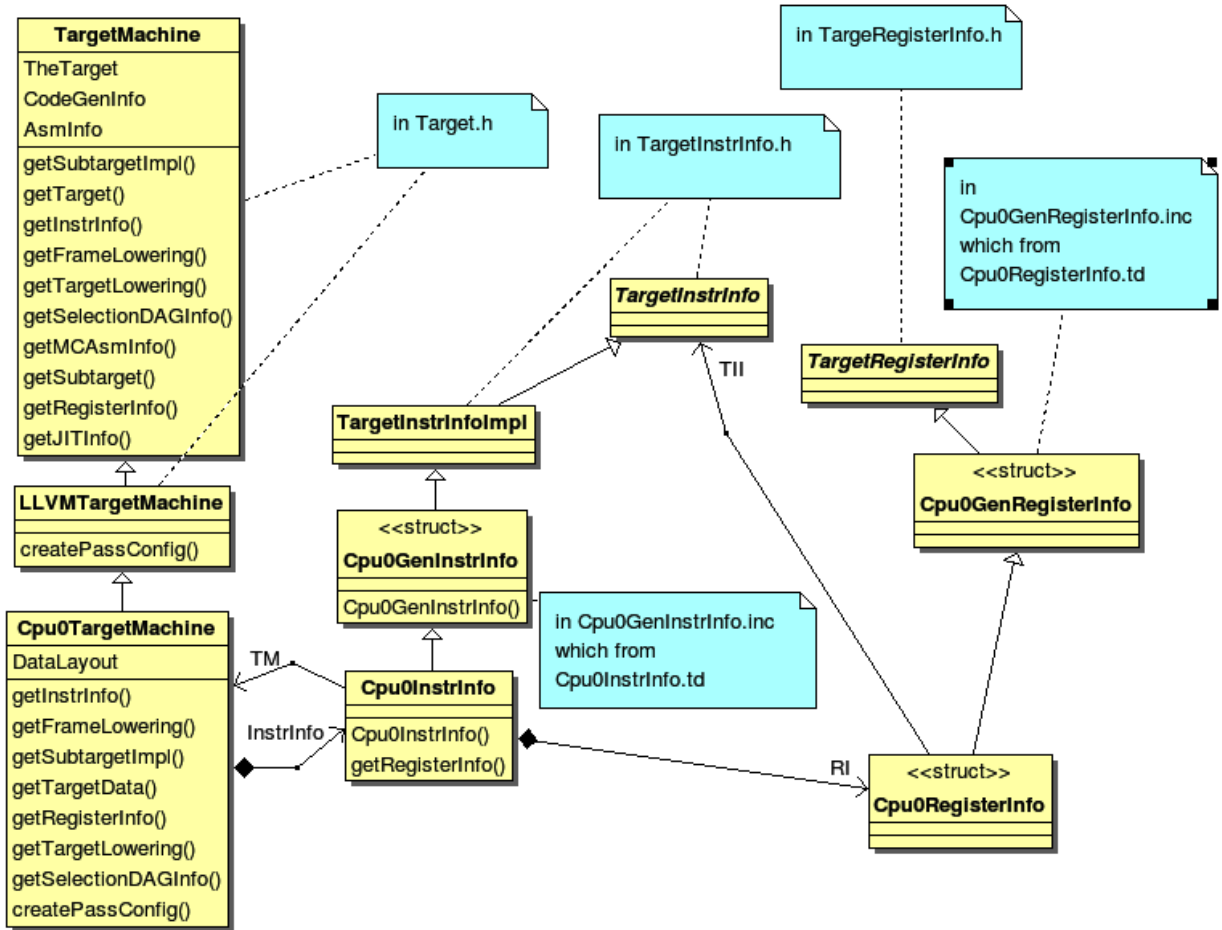 TargetMachine
TheTarget
CodeGenInfo
AsmInfo
getSubtargetImpl()
getTarget()
getInstrInfo()
getFrameLowering()
getTargetLowering()
getSelectionDAGInfo()
getMCAsmInfo()
getSubtarget()
getRegisterInfo()
getJITInfo()
LLVMTargetMachine
createPassConfig()
Cpu0TargetMachine
DataLayout
getInstrInfo()
getFrameLowering()
getSubtargetImpl()
getTargetData()
getRegisterInfo()
getTargetLowering()
getSelectionDAGInfo()
createPassConfig()
in Target.h
in TargetInstrInfo.h
in TargeRegisterInfo.h
in
Cpu0GenRegisterInfo.inc
which from
Cpu0RegisterInfo.td
TargetInstrInfo
TII
TargetRegisterInfo
TargetInstrInfoImpl
<<struct>>
Cpu0GenInstrInfo
Cpu0GenInstrInfo()
<<struct>>
Cpu0GenRegisterInfo
in Cpu0GenInstrInfo.inc
which from
Cpu0InstrInfo.td
TM
InstrInfo
Cpu0InstrInfo
Cpu0InstrInfo()
getRegisterInfo()
RI
<<struct>>
Cpu0RegisterInfo